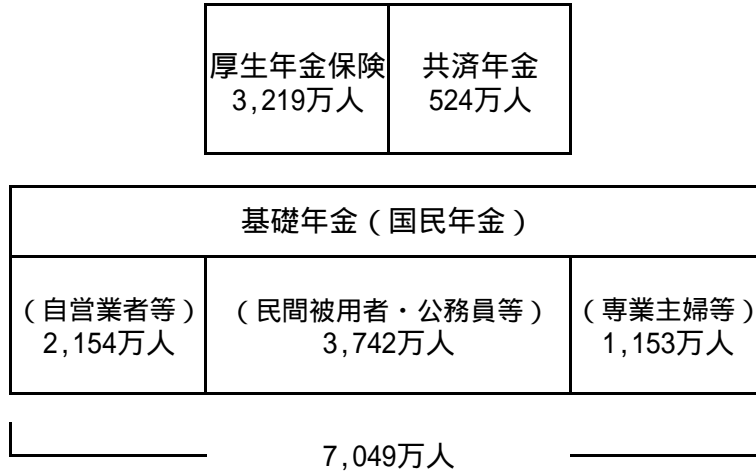 厚生年金保険
3,219万人
共済年金
524万人
基礎年金(国民年金)
(自営業者等)
2,154万人
(民間被用者・公務員等)
3,742万人
(専業主婦等)
1,153万人
7,049万人